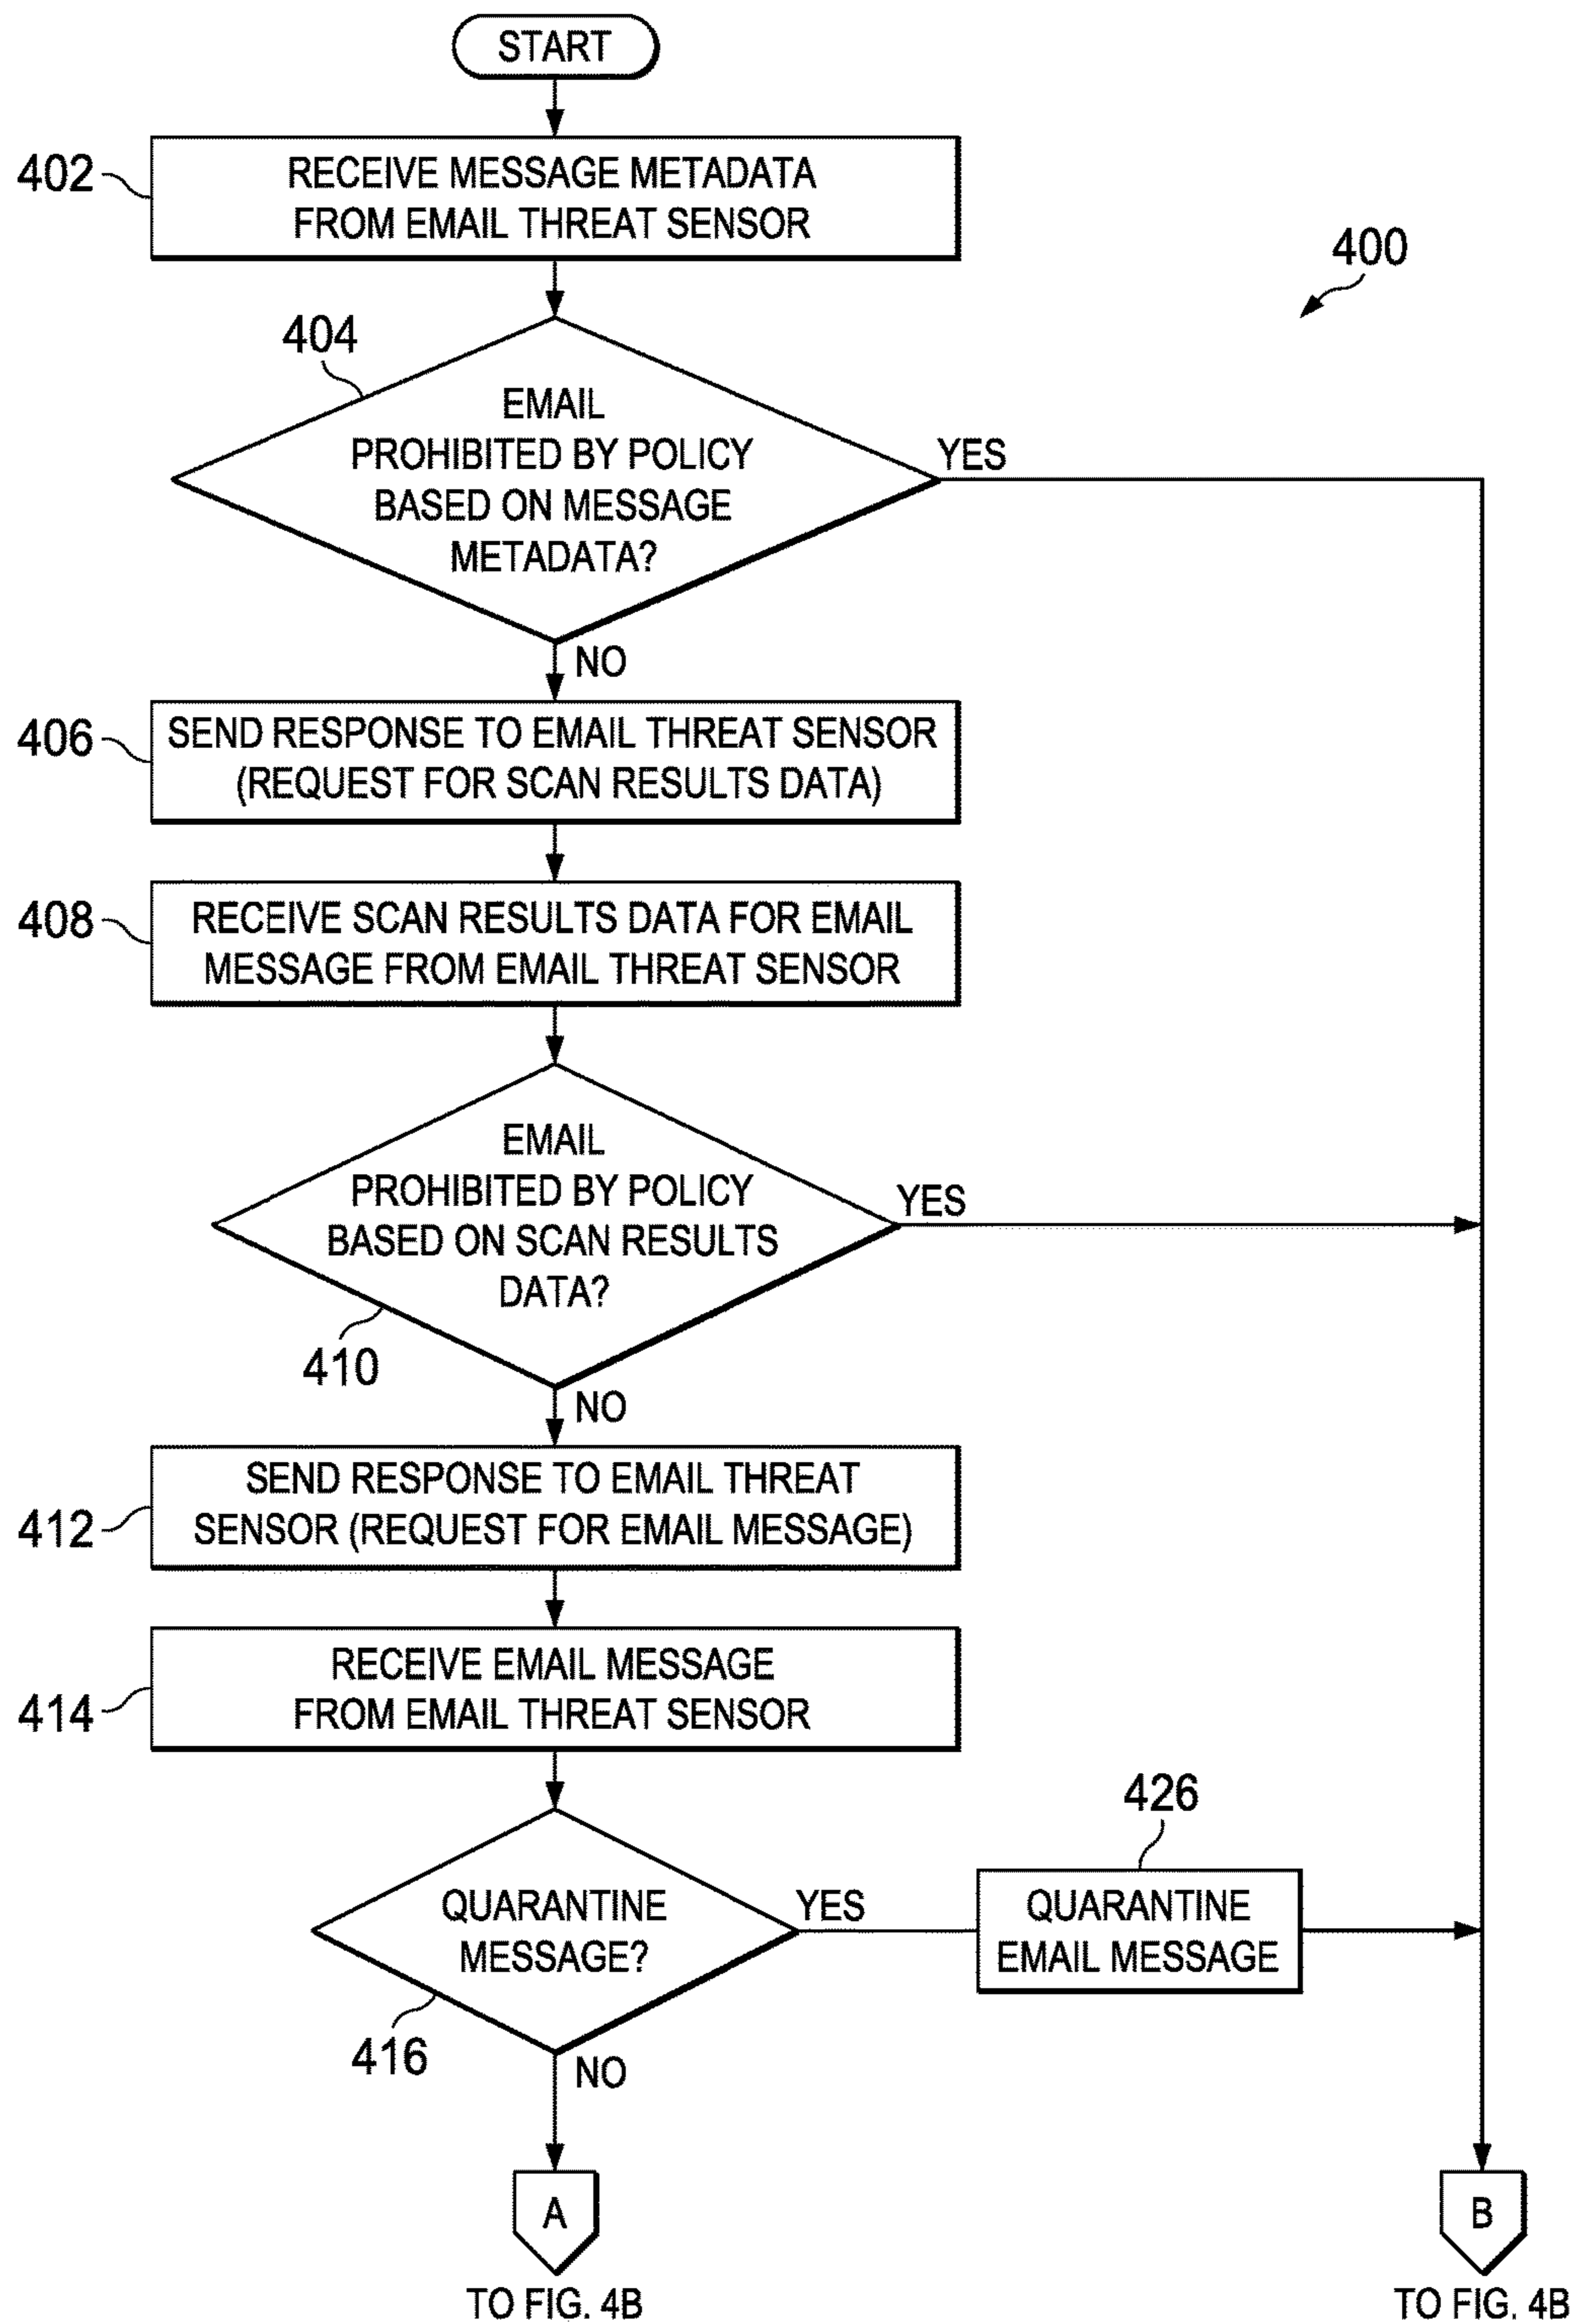 START
402
RECEIVE MESSAGE METADATA
FROM EMAIL THREAT SENSOR
400
404
EMAIL
PROHIBITED BY POLICY
BASED ON MESSAGE
METADATA?
YES
NO
406
SEND RESPONSE TO EMAIL THREAT SENSOR
(REQUEST FOR SCAN RESULTS DATA)
408
RECEIVE SCAN RESULTS DATA FOR EMAIL
MESSAGE FROM EMAIL THREAT SENSOR
EMAIL
PROHIBITED BY POLICY
BASED ON SCAN RESULTS
DATA?
YES
410
NO
412
SEND RESPONSE TO EMAIL THREAT
SENSOR (REQUEST FOR EMAIL MESSAGE)
414
RECEIVE EMAIL MESSAGE
FROM EMAIL THREAT SENSOR
426
QUARANTINE
MESSAGE?
YES
QUARANTINE
EMAIL MESSAGE
416
NO
A
B
TO FIG. 4B
TO FIG. 4B